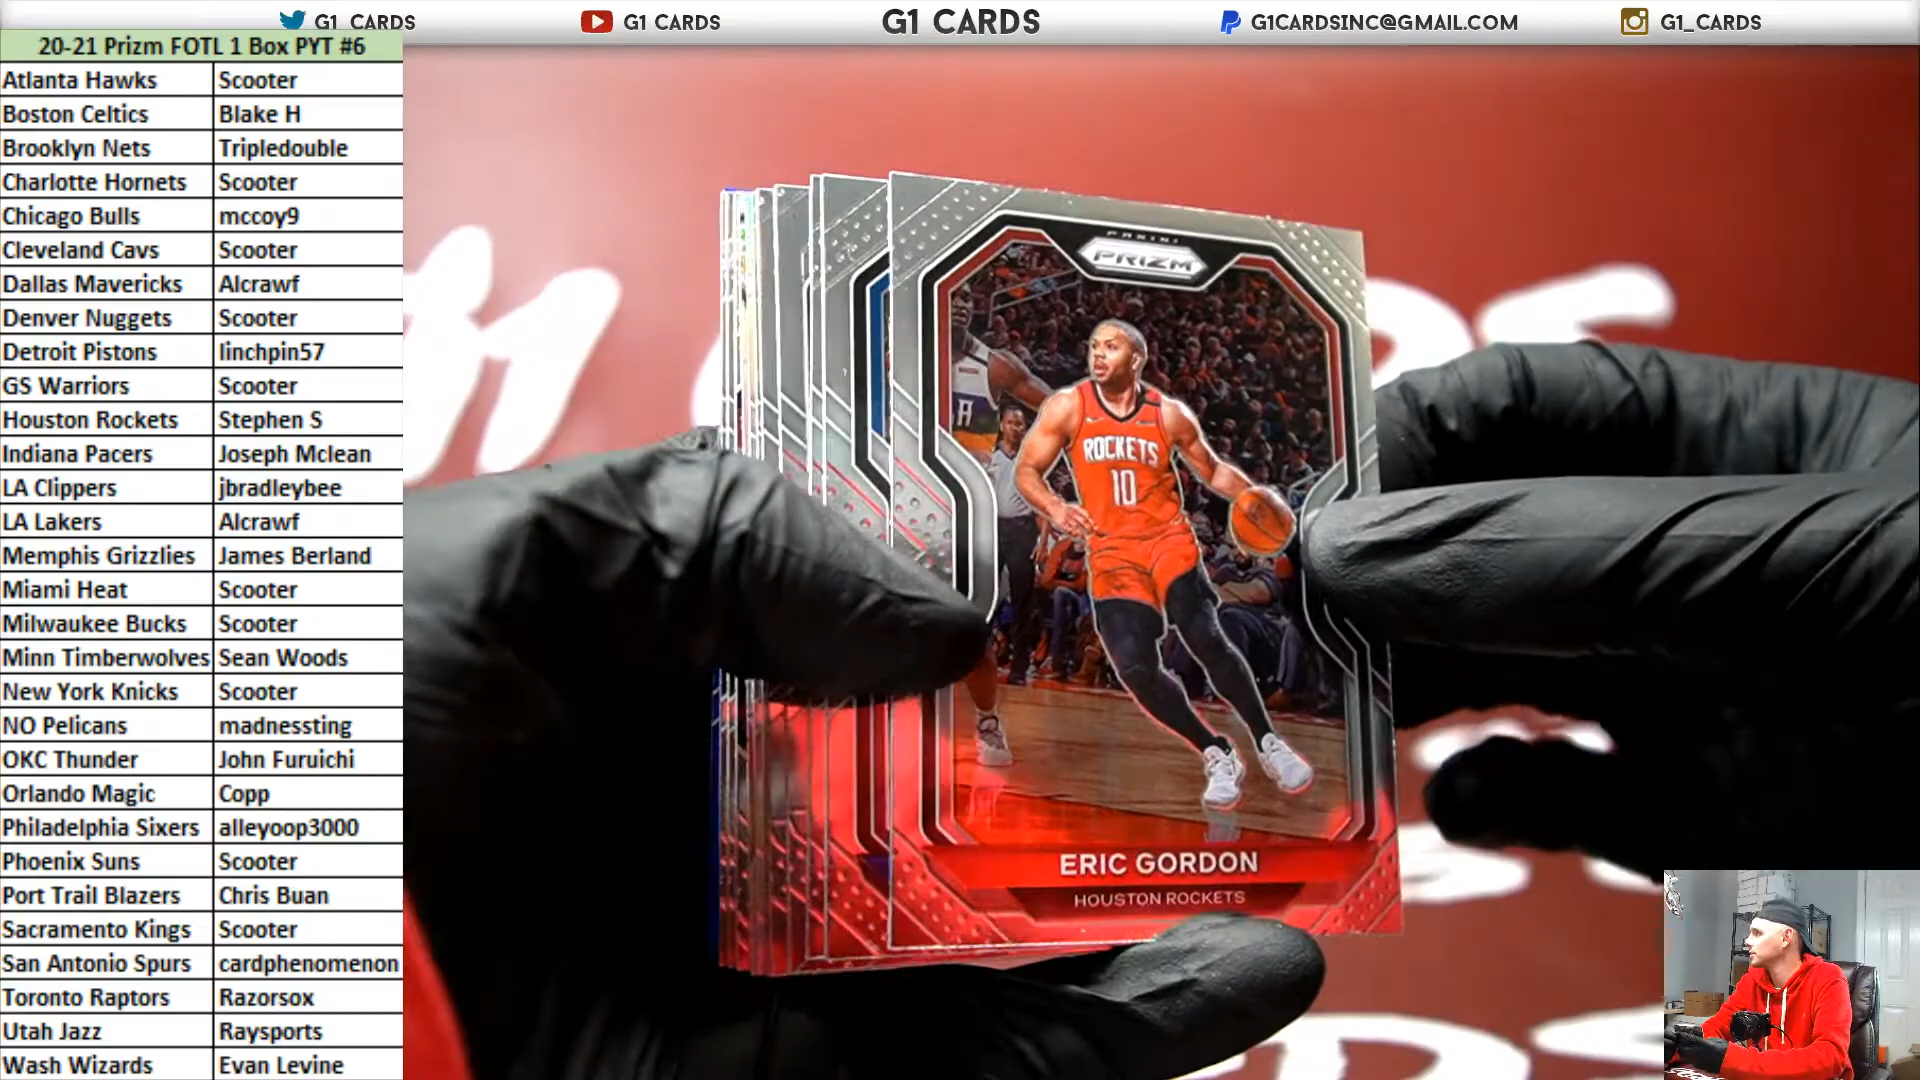 G1_CARDS
G1 CARDS
G1 CARDS
G1CARDSINC@GMAIL.COM
G1_CARDS
20-21 Prizm FOTL 1 Box PYT #6
Atlanta Hawks Scooter
Boston Celtics Blake H
Brooklyn Nets Tripledouble
Charlotte Hornets Scooter
Chicago Bulls mccoy9
Cleveland Cavs Scooter
Dallas Mavericks Alcrawf
Denver Nuggets Scooter
Detroit Pistons linchpin57
GS Warriors Scooter
Houston Rockets Stephen S
Indiana Pacers Joseph Mclean
LA Clippers jbradleybee
LA Lakers Alcrawf
Memphis Grizzlies James Berland
Miami Heat Scooter
Milwaukee Bucks Scooter
Minn Timberwolves Sean Woods
New York Knicks Scooter
NO Pelicans madnessting
OKC Thunder John Furuichi
Orlando Magic Copp
Philadelphia Sixers alleyoop3000
Phoenix Suns Scooter
Port Trail Blazers Chris Buan
Sacramento Kings Scooter
San Antonio Spurs cardphenomenon
Toronto Raptors Razorsox
Utah Jazz Raysports
Wash Wizards Evan Levine
PANINI
PRIZM
ROCKETS
10
ERIC GORDON
HOUSTON ROCKETS